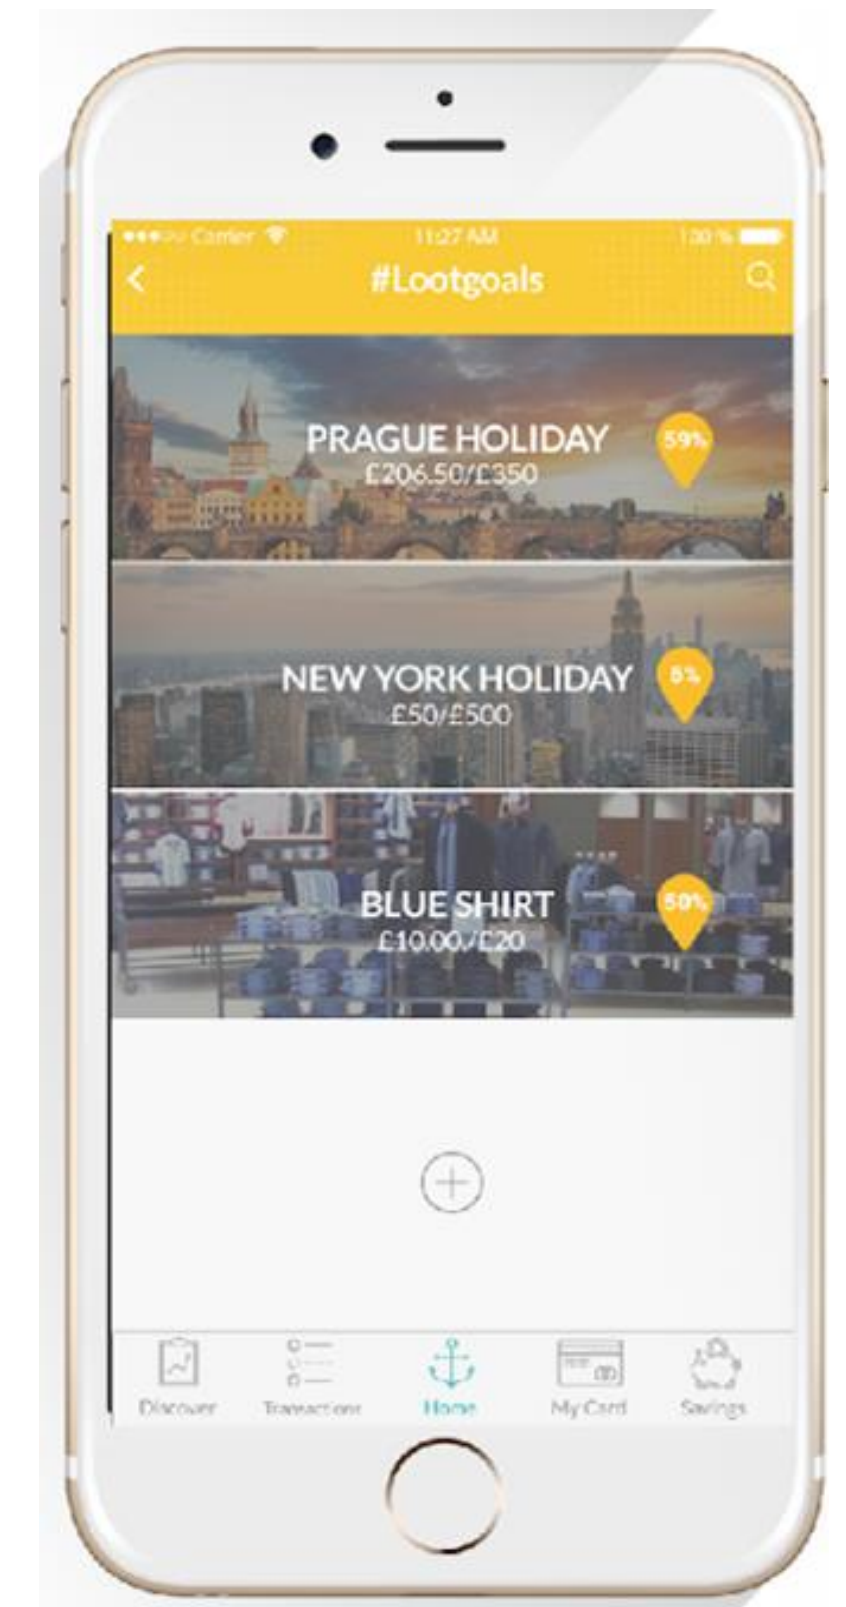 Carrier 11:27 AM 100 %
#Lootgoals
PRAGUE HOLIDAY
£206.50/£350
59%
NEW YORK HOLIDAY
£50/£500
BLUE SHIRT
£10.00./£20
50%
Discover Transactions Home My Card Savings